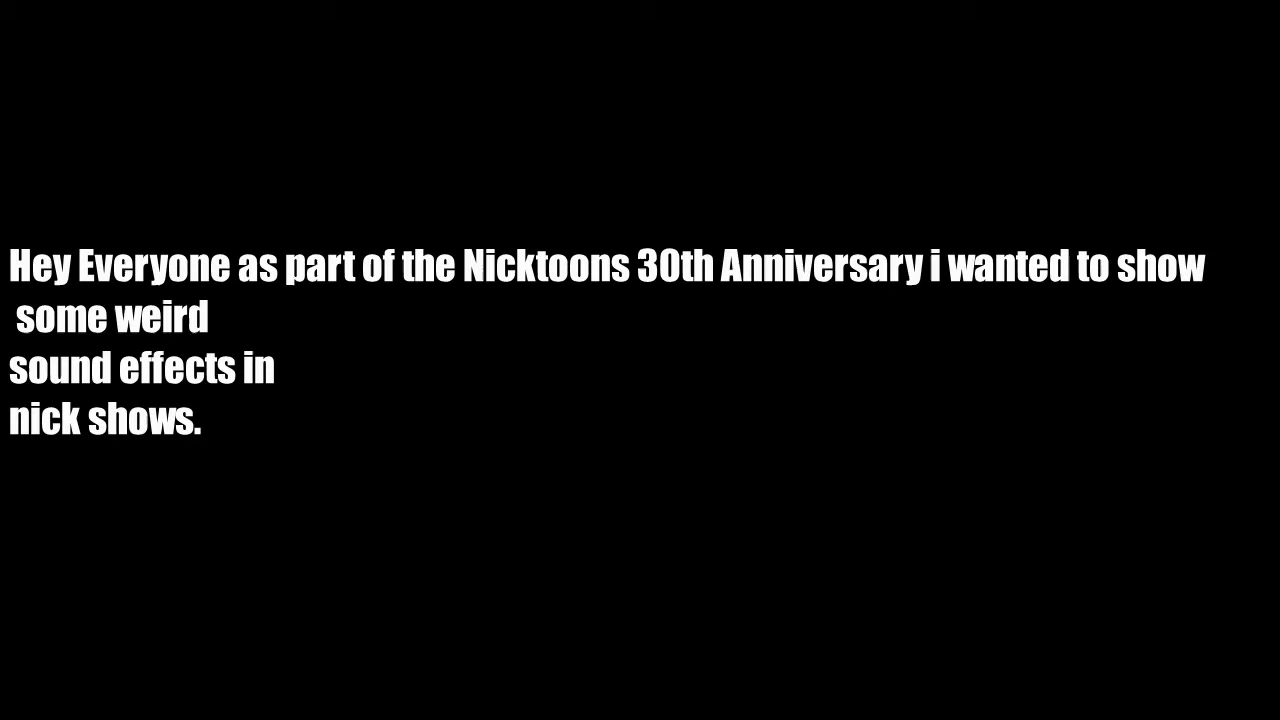 Hey Everyone as part of the Nicktoons 30th Anniversary i wanted to show
some weird
sound effects in
nick shows.